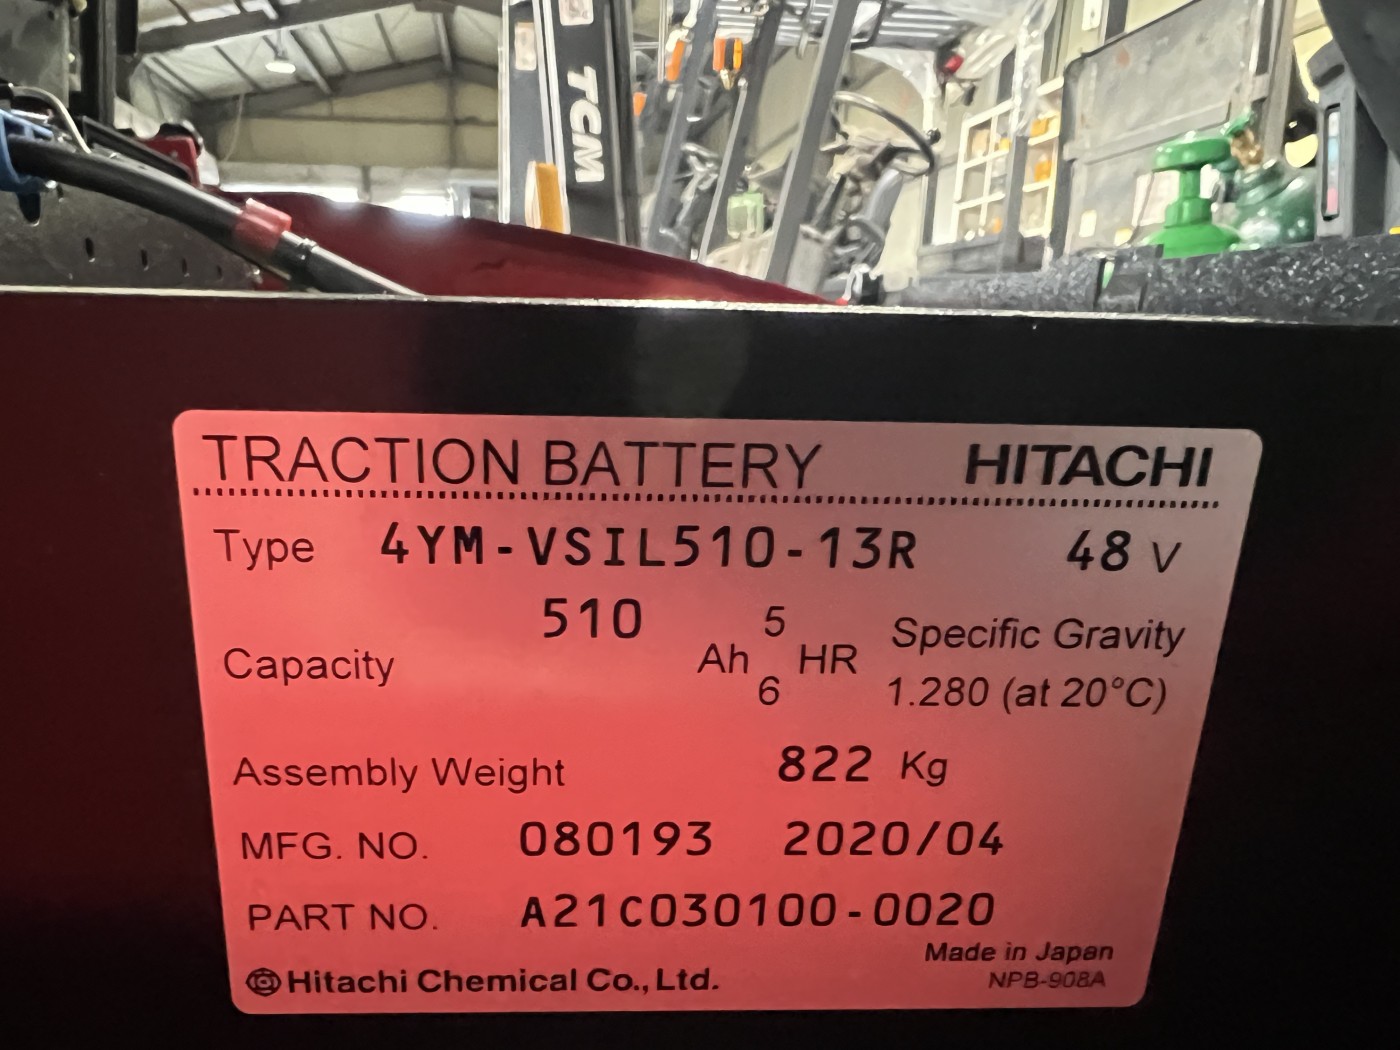 TCM
TRACTION BATTERY HITACHI
Type 4YM-VSIL510-13R 48 V
Capacity 510 Ah 5 HR Specific Gravity
6 1.280 (at 20°C)
Assembly Weight 822 Kg
MFG. NO. 080193 2020/04
PART NO. A21C030100-0020
Made in Japan
Hitachi Chemical Co., Ltd. NPB-908A